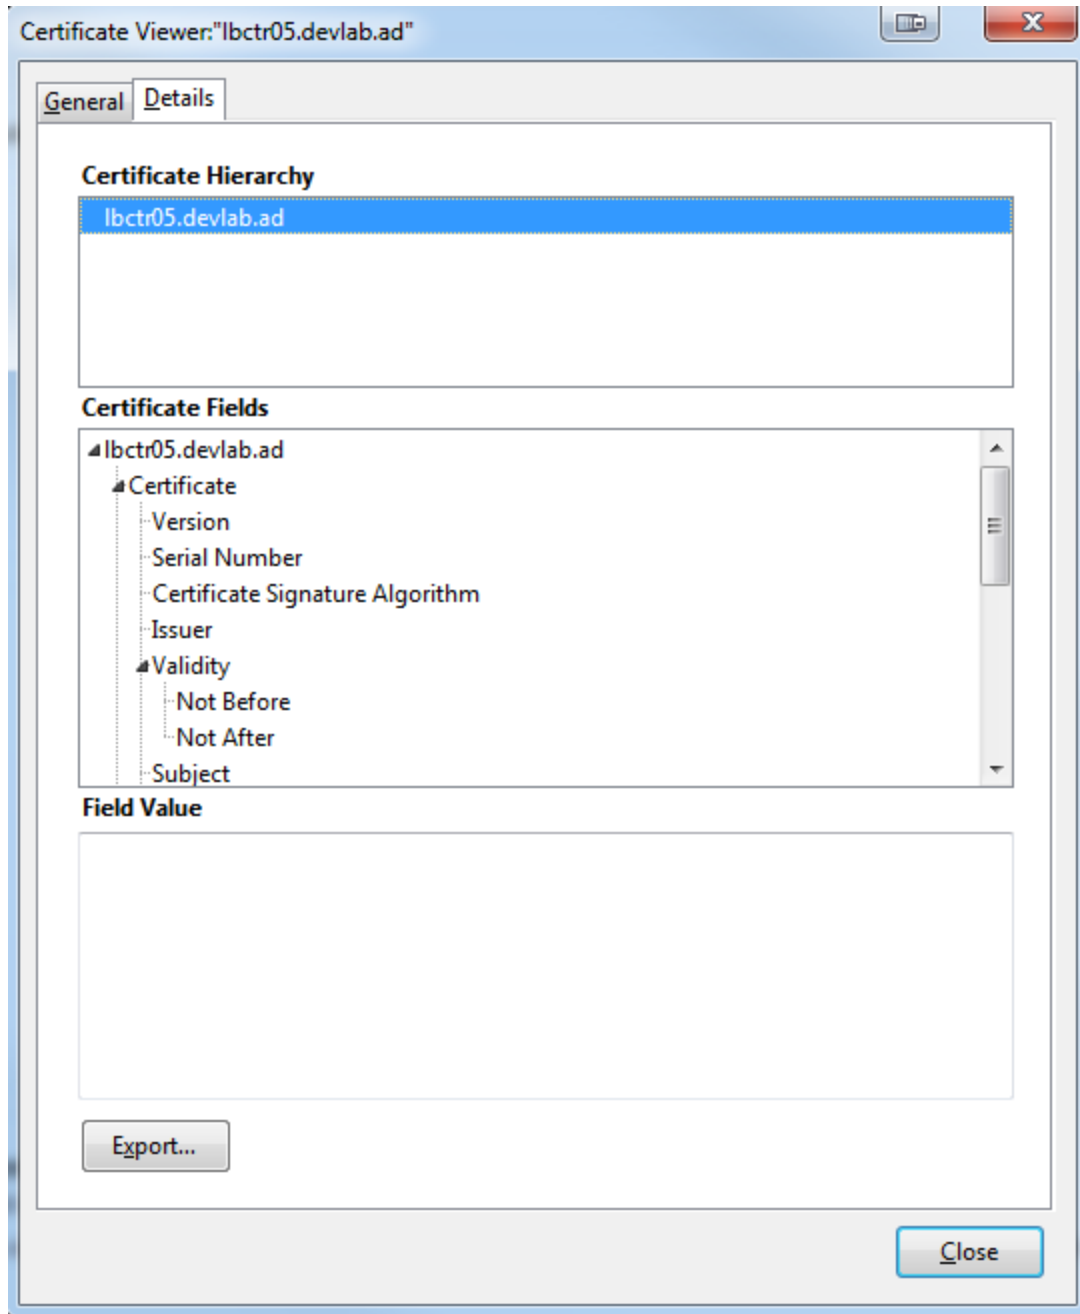 Certificate Viewer:"lbctr05.devlab.ad"
General Details
Certificate Hierarchy
lbctr05.devlab.ad
Certificate Fields
lbctr05.devlab.ad
Certificate
Version
Serial Number
Certificate Signature Algorithm
Issuer
Validity
Not Before
Not After
Subject
Field Value
Export...
Close